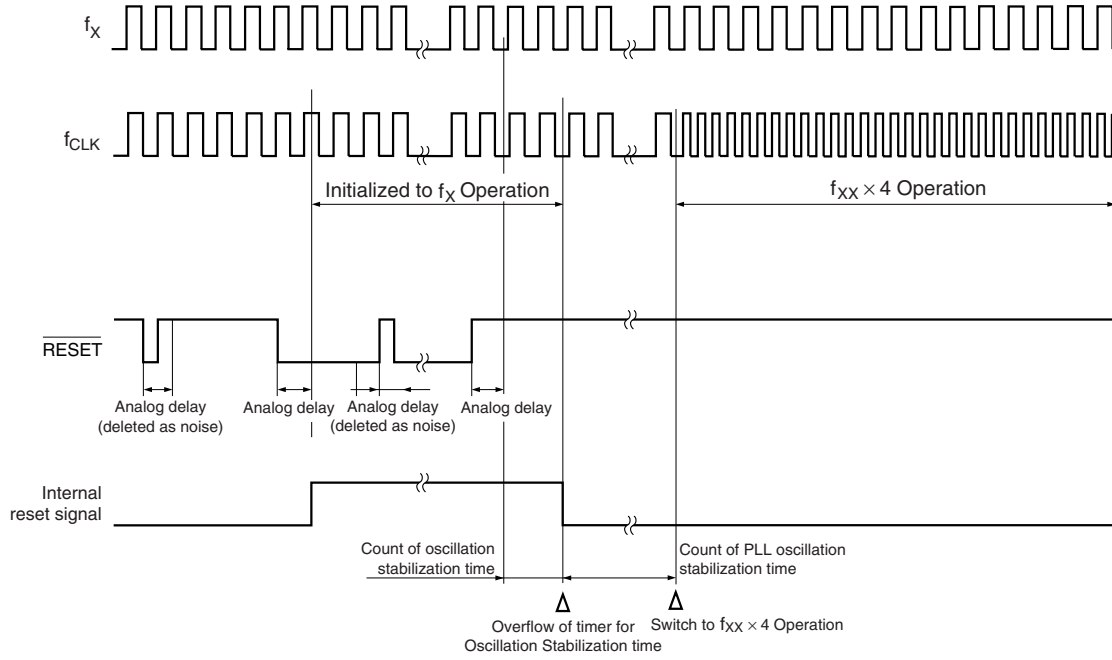 fX
fCLK
Initialized to fX Operation
fXX × 4 Operation
RESET
Analog delay
(deleted as noise)
Analog delay
Analog delay
(deleted as noise)
Analog delay
Internal
reset signal
Count of oscillation
stabilization time
Count of PLL oscillation
stabilization time
Overflow of timer for
Oscillation Stabilization time
Switch to fXX × 4 Operation